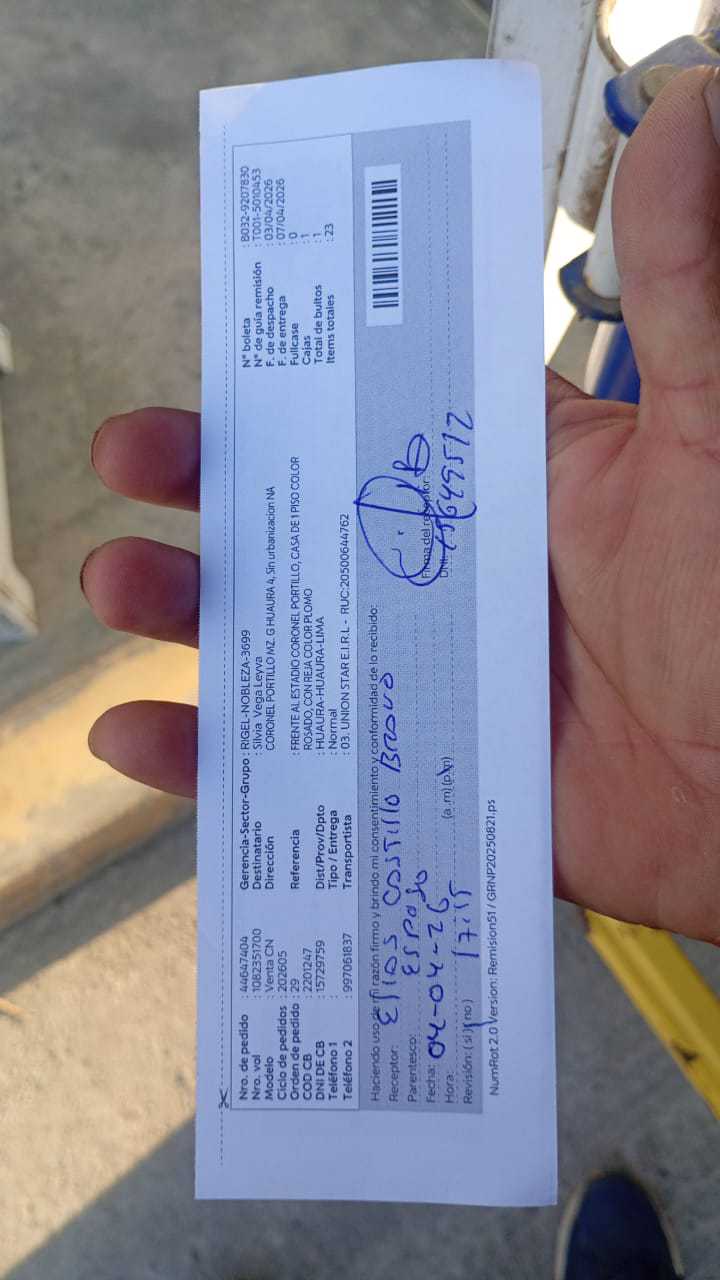 Nro. de pedido : 44647404
Nro. vol : 1082351700
Modelo : Venta CN
Ciclo de pedidos : 202605
Orden de pedido : 29
COD CB : 2201247
DNI DE CB : 15729759
Teléfono 1 :
Teléfono 2 : 997061837
Gerencia-Sector-Grupo : RIGEL-NOBLEZA-3699
Destinatario : Silvia Vega Leyva
Dirección : CORONEL PORTILLO MZ. G HUAURA 4, Sin urbanizacion NA
Referencia : FRENTE AL ESTADIO CORONEL PORTILLO, CASA DE 1 PISO COLOR
ROSADO, CON REJA COLOR PLOMO
Dist/Prov/Dpto : HUAURA-HUAURA-LIMA
Tipo / Entrega : Normal
Transportista : 03. UNION STAR E.I.R.L - RUC:20500644762
N° boleta : B032-9207830
N° de guía remisión : T001-5010453
F. de despacho : 03/04/2026
F. de entrega : 07/04/2026
Fullcase : 0
Cajas : 1
Total de bultos : 1
Items totales : 23
Haciendo uso de mi razón firmo y brindo mi consentimiento y conformidad de lo recibido:
Receptor: Elias Castillo Bravo
Parentesco: Espojo
Fecha: 04-04-26
Hora: 17:15 (a.m) (p.m)
Revisión: ( si ) ( no )
Firma del receptor:
DNI: 15649512
NumRot 2.0 Version: Remision51 / GRNP20250821.ps